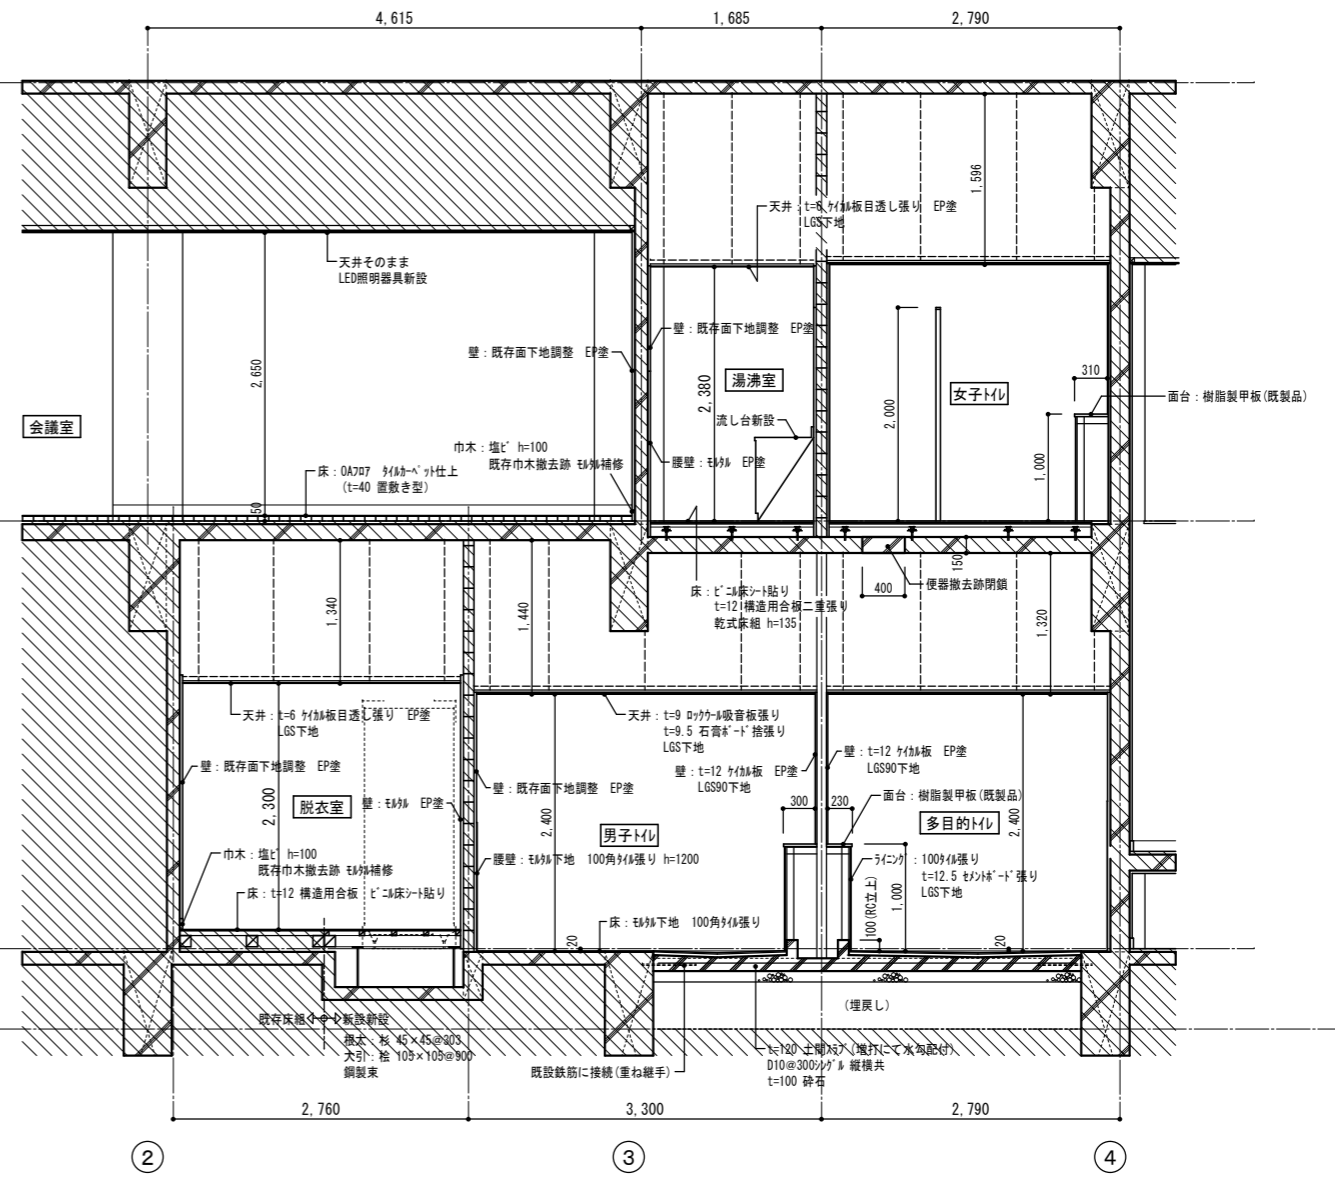 4,615
1,685
2,790
1,596
天井：t=6 ｹｲｶﾙ板目透し張り　EP塗
LGS下地
天井そのまま
LED照明器具新設
壁：既存面下地調整　EP塗
壁：既存面下地調整　EP塗
2,650
2,380
湯沸室
女子ﾄｲﾚ
310
面台：樹脂製甲板(既製品)
2,000
流し台新設
1,000
会議室
巾木：塩ﾋﾞ h=100
既存巾木撤去跡 ﾓﾙﾀﾙ補修
腰壁：ﾓﾙﾀﾙ　EP塗
床：OAﾌﾛｱ　ﾀｲﾙｶｰﾍﾟｯﾄ仕上
(t=40 置敷き型)
50
150
400
便器撤去跡閉鎖
床：ﾋﾞﾆﾙ床ｼｰﾄ貼り
t=12 構造用合板二重張り
乾式床組 h=135
1,340
1,440
1,320
天井：t=6 ｹｲｶﾙ板目透し張り　EP塗
LGS下地
天井：t=9 ﾛｯｸｳｰﾙ吸音板張り
t=9.5 石膏ﾎﾞｰﾄﾞ捨張り
LGS下地
壁：t=12 ｹｲｶﾙ板　EP塗
LGS90下地
壁：t=12 ｹｲｶﾙ板　EP塗
LGS90下地
壁：既存面下地調整　EP塗
壁：既存面下地調整　EP塗
面台：樹脂製甲板(既製品)
300
230
2,300
脱衣室
壁：ﾓﾙﾀﾙ　EP塗
2,400
男子ﾄｲﾚ
多目的ﾄｲﾚ
2,400
巾木：塩ﾋﾞ h=100
既存巾木撤去跡 ﾓﾙﾀﾙ補修
腰壁：ﾓﾙﾀﾙ下地　100角ﾀｲﾙ張り h=1200
ﾗｲﾆﾝｸﾞ：100ﾀｲﾙ張り
t=12.5 ｾﾒﾝﾄﾎﾞｰﾄﾞ張り
LGS下地
床：t=12 構造用合板　ﾋﾞﾆﾙ床ｼｰﾄ貼り
床：ﾓﾙﾀﾙ下地　100角ﾀｲﾙ張り
100(RC立上)
1,000
20
20
(埋戻し)
既存床組
新設新設
根太：杉 45×45@303
大引：桧 105×105@900
鋼製束
既設鉄筋に接続(重ね継手)
t=120 土間ｽﾗﾌﾞ(増打にて水勾配付)
D10@300ｼﾝｸﾞﾙ 縦横共
t=100 砕石
2,760
3,300
2,790
2
3
4